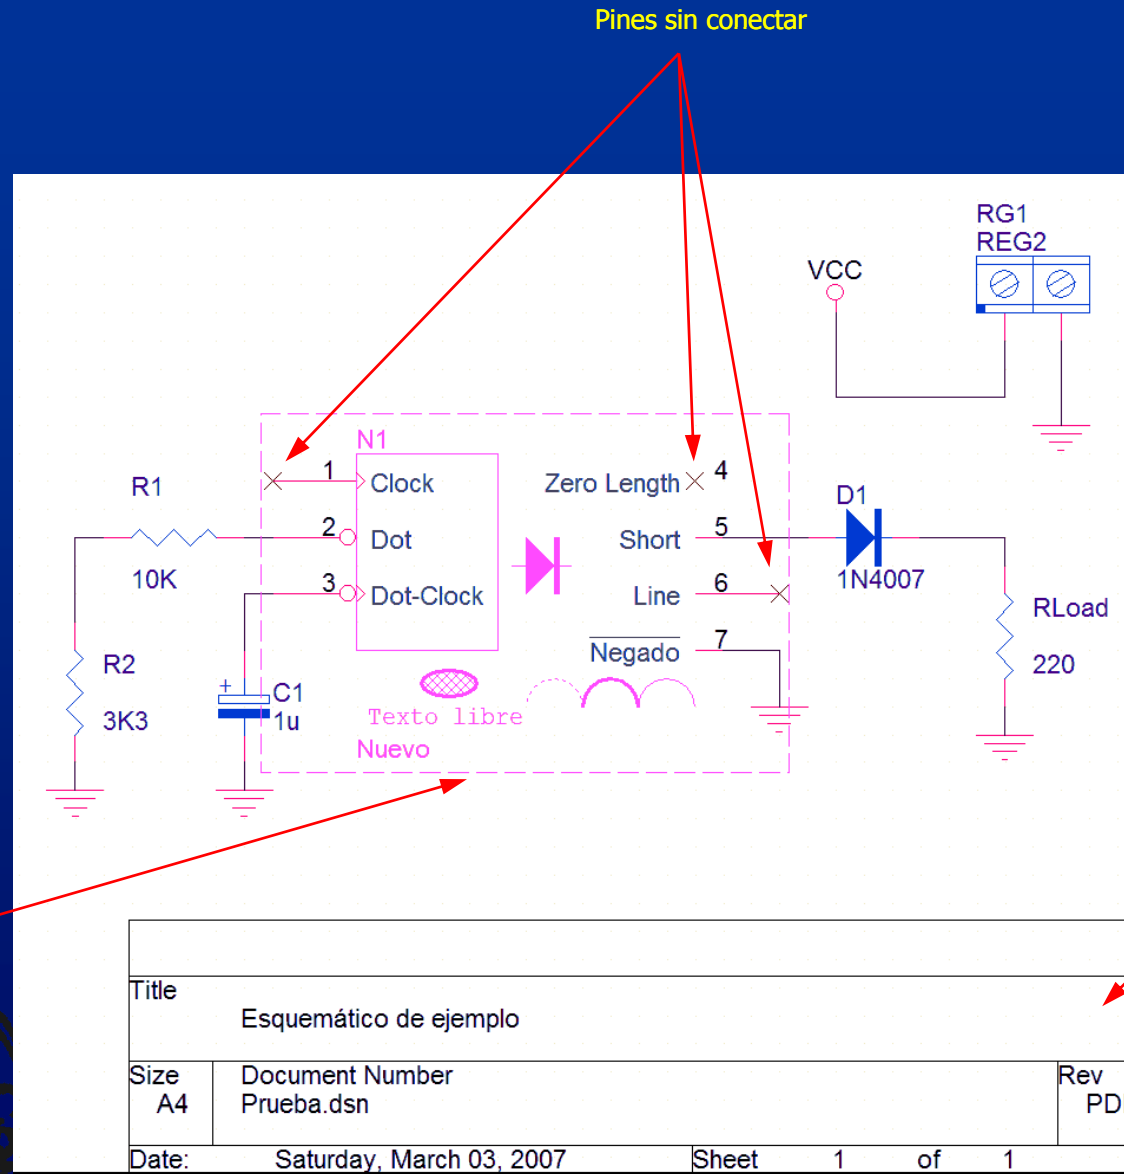 Pines sin conectar
RG1
REG2
VCC
N1
1
Clock
Zero Length
4
R1
2
Dot
Short
5
D1
10K
3
Dot-Clock
Line
6
1N4007
RLoad
R2
Negado
7
220
3K3
+
C1
1u
Texto libre
Nuevo
Title
Esquemático de ejemplo
Size
A4
Document Number
Prueba.dsn
Rev
PD
Date:
Saturday, March 03, 2007
Sheet 1 of 1